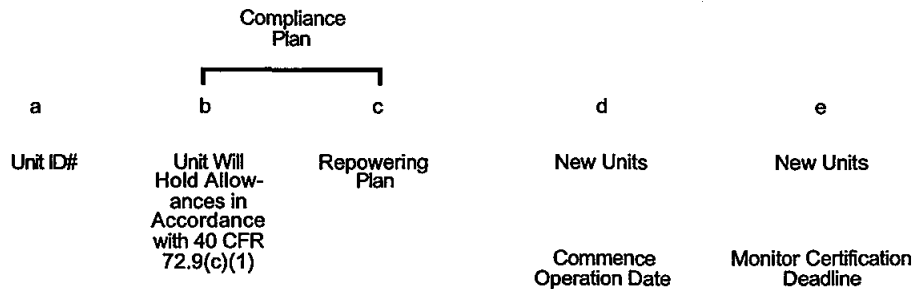 Compliance
Plan
a b c d e
Unit ID# Unit Will Repowering New Units New Units
Hold Allow- Plan
ances in
Accordance
with 40 CFR
72.9(c)(1)
Commence Monitor Certification
Operation Date Deadline